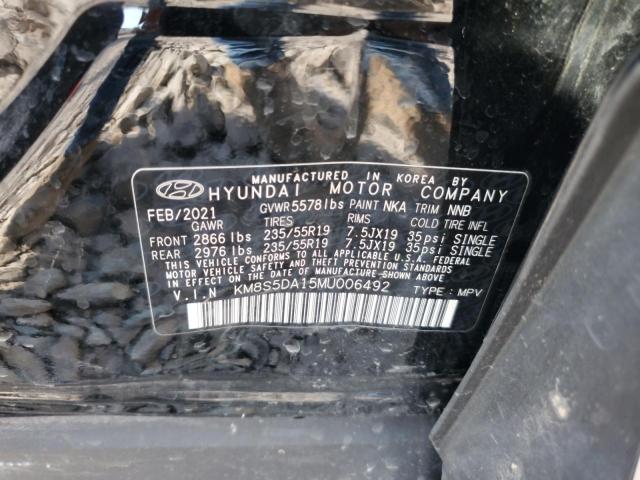 MANUFACTURED IN KOREA BY
HYUNDAI MOTOR COMPANY
FEB/2021 GVWR 5578 lbs PAINT NKA TRIM NNB
GAWR TIRES RIMS COLD TIRE INFL
FRONT 2866 lbs 235/55R19 7.5JX19 35psi SINGLE
REAR 2976 lbs 235/55R19 7.5JX19 35psi SINGLE
THIS VEHICLE CONFORMS TO ALL APPLICABLE U.S.A. FEDERAL
MOTOR VEHICLE SAFETY, BUMPER, AND THEFT PREVENTION
STANDARDS IN EFFECT ON THE DATE OF MANUFACTURE SHOWN ABOVE.
V.I.N KM8S5DA15MU006492 TYPE: MPV